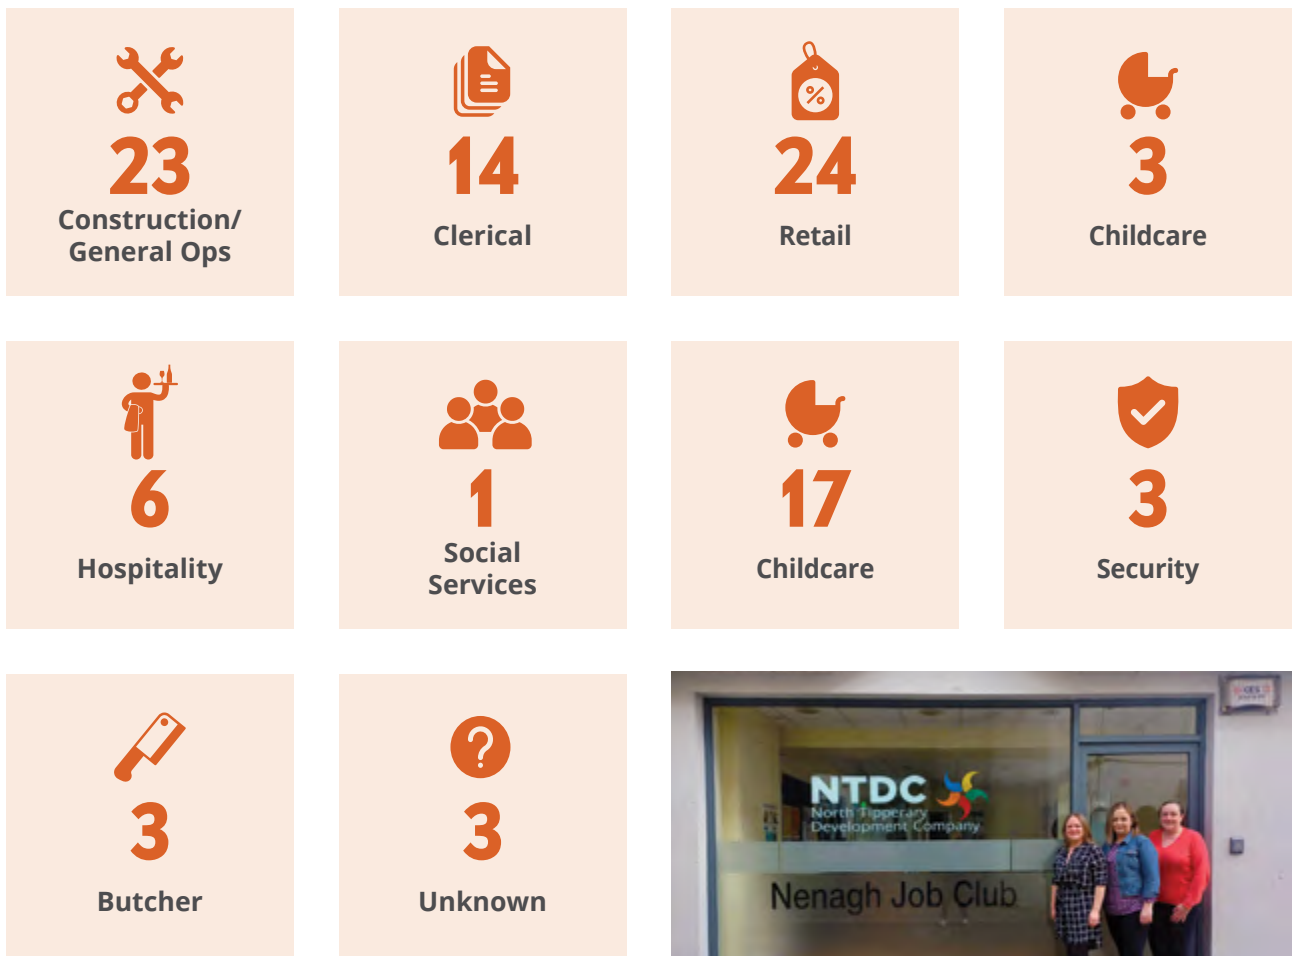 23
Construction/
General Ops
14
Clerical
%
24
Retail
3
Childcare
6
Hospitality
1
Social
Services
17
Childcare
3
Security
3
Butcher
?
3
Unknown
NTDC
North Tipperary
Development Company
Nenagh Job Club